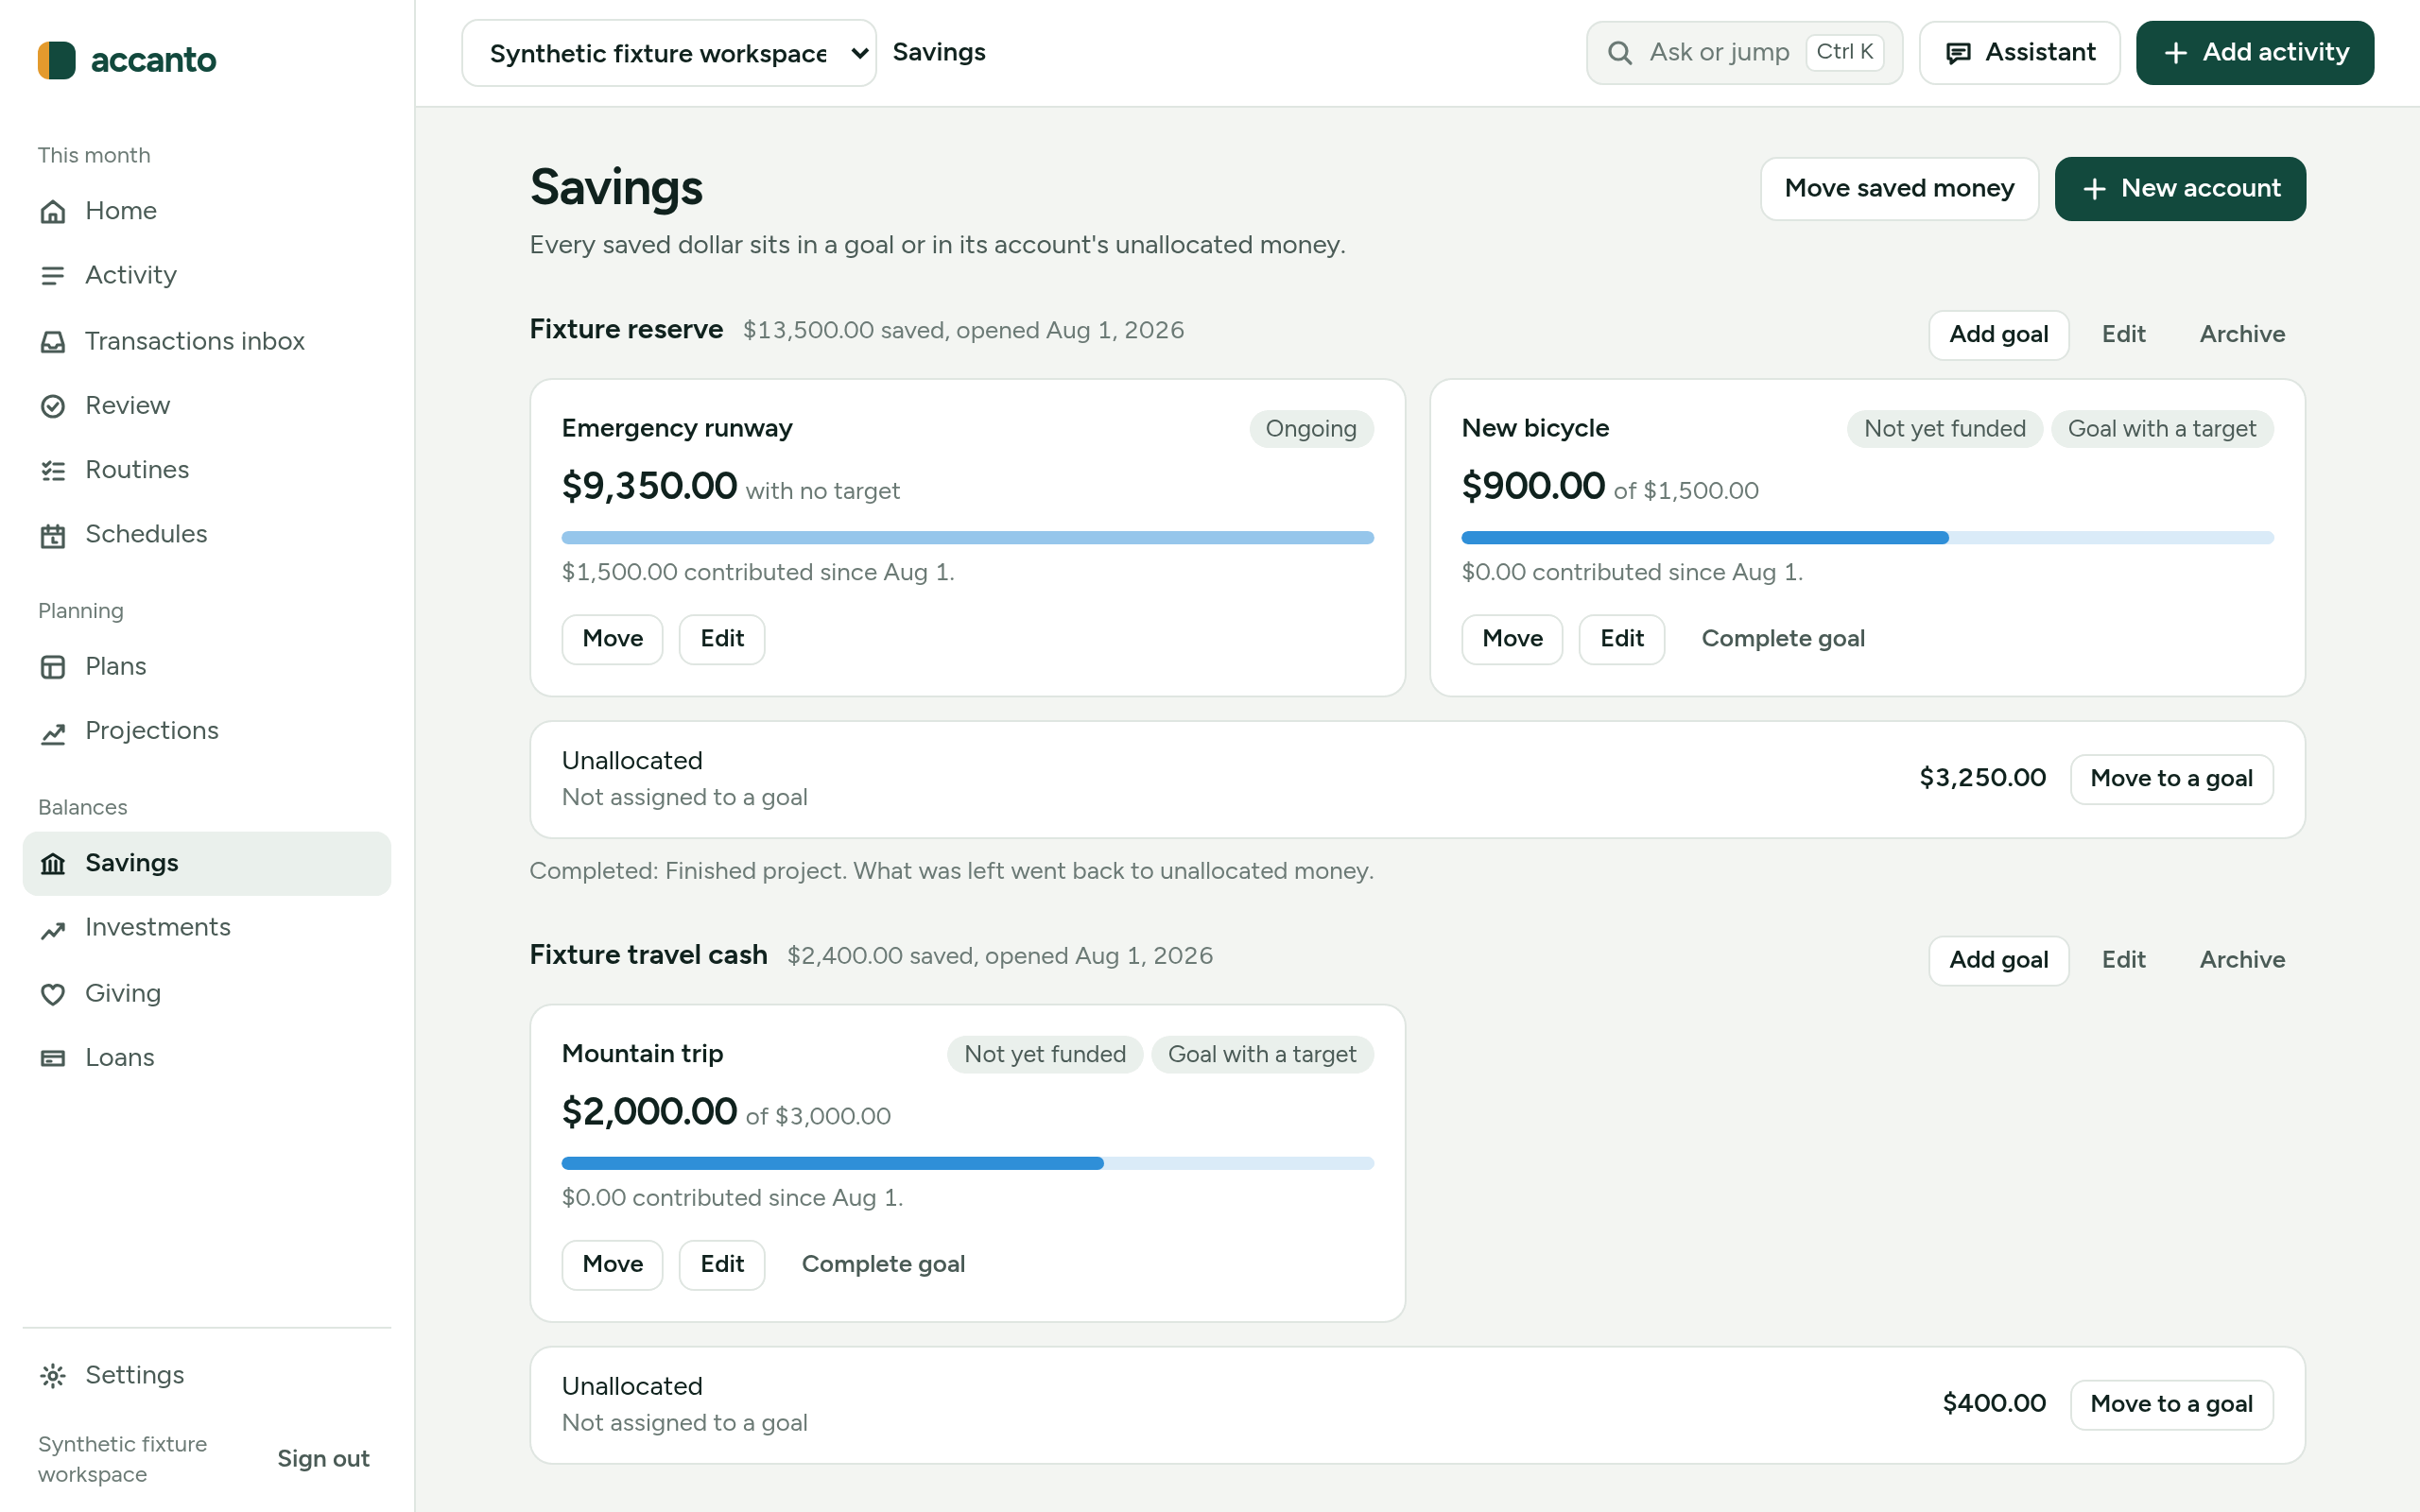 accanto
This month
Home
Activity
Transactions inbox
Review
Routines
Schedules
Planning
Plans
Projections
Balances
Savings
Investments
Giving
Loans
Settings
Synthetic fixture
workspace
Sign out
Synthetic fixture workspace
Savings
Ask or jump
Ctrl K
Assistant
Add activity
Savings
Move saved money
New account
Every saved dollar sits in a goal or in its account's unallocated money.
Fixture reserve $13,500.00 saved, opened Aug 1, 2026
Add goal
Edit
Archive
Emergency runway
Ongoing
$9,350.00 with no target
$1,500.00 contributed since Aug 1.
Move
Edit
New bicycle
Not yet funded
Goal with a target
$900.00 of $1,500.00
$0.00 contributed since Aug 1.
Move
Edit
Complete goal
Unallocated
Not assigned to a goal
$3,250.00
Move to a goal
Completed: Finished project. What was left went back to unallocated money.
Fixture travel cash $2,400.00 saved, opened Aug 1, 2026
Add goal
Edit
Archive
Mountain trip
Not yet funded
Goal with a target
$2,000.00 of $3,000.00
$0.00 contributed since Aug 1.
Move
Edit
Complete goal
Unallocated
Not assigned to a goal
$400.00
Move to a goal